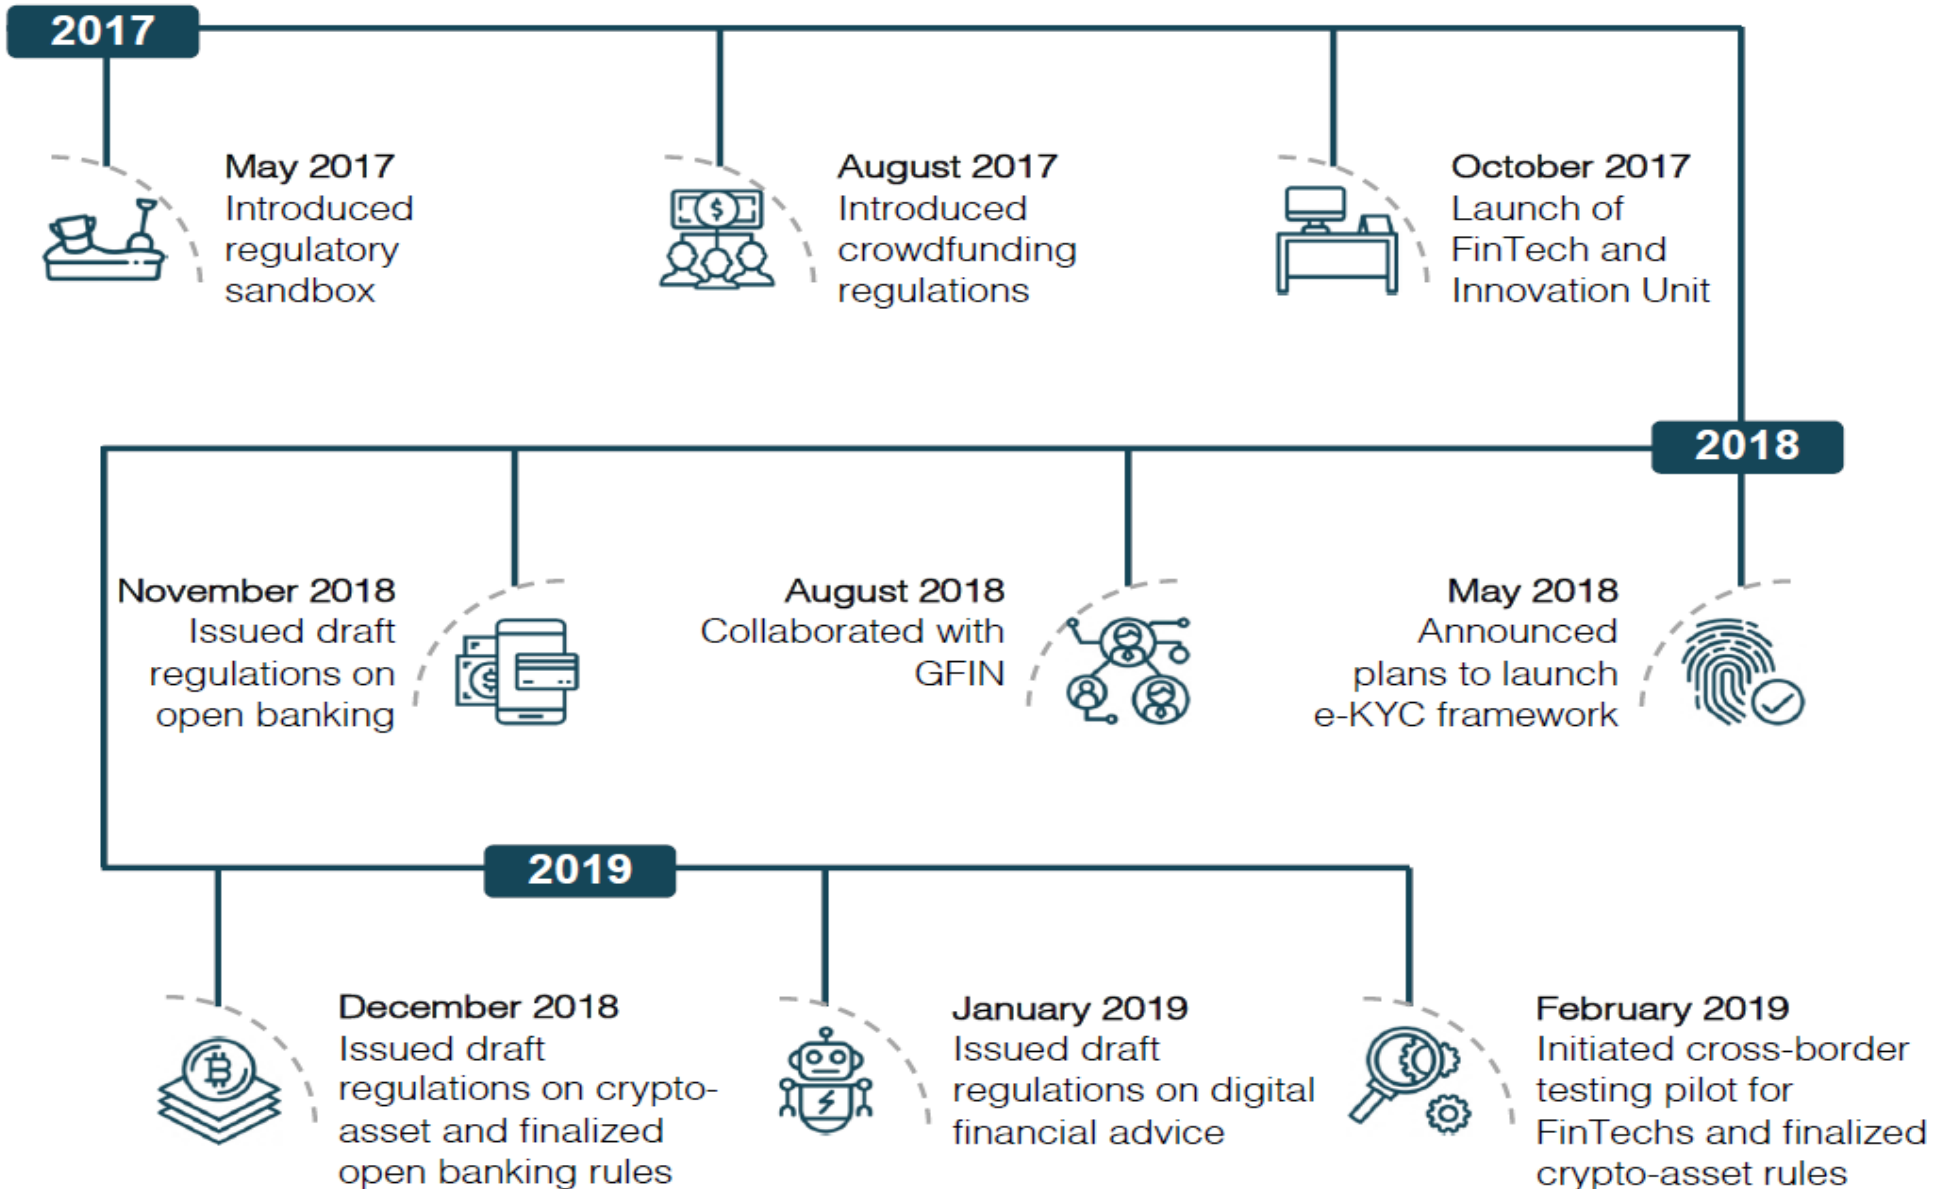 2017
May 2017
Introduced
regulatory
sandbox
August 2017
Introduced
crowdfunding
regulations
October 2017
Launch of
FinTech and
Innovation Unit
2018
May 2018
Announced
plans to launch
e-KYC framework
August 2018
Collaborated with
GFIN
November 2018
Issued draft
regulations on
open banking
2019
December 2018
Issued draft
regulations on crypto-
asset and finalized
open banking rules
January 2019
Issued draft
regulations on digital
financial advice
February 2019
Initiated cross-border
testing pilot for
FinTechs and finalized
crypto-asset rules